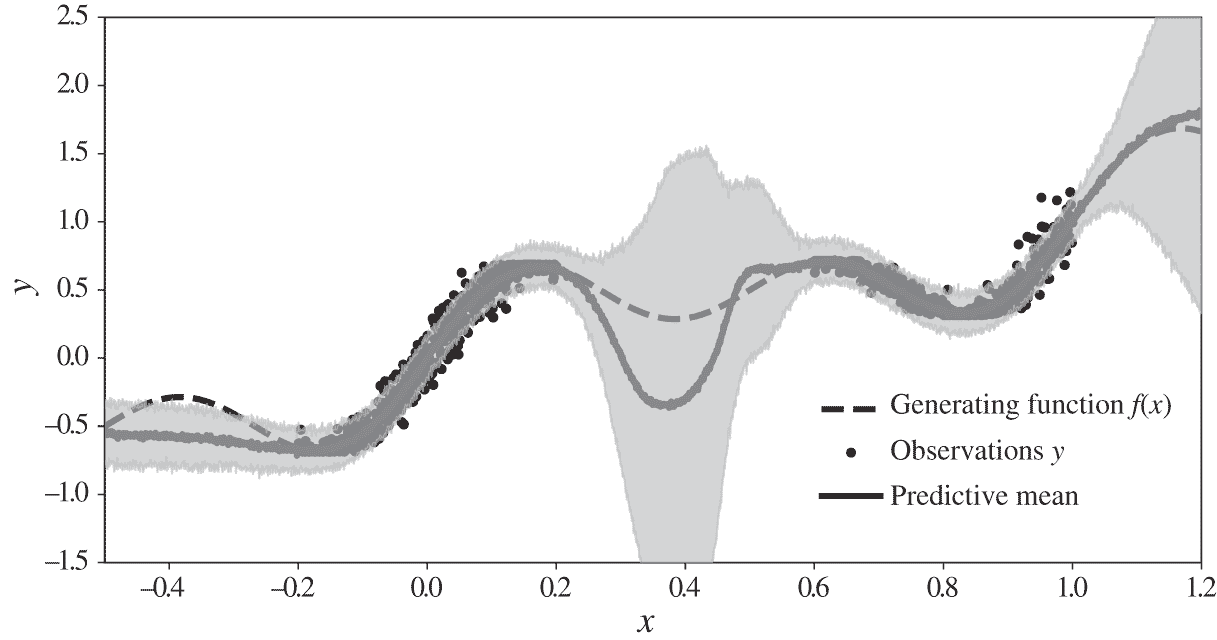 2.5
2.0
1.5
1.0
0.5
0.0
–0.5
–1.0
–1.5
y
Generating function f(x)
Observations y
Predictive mean
–0.4 –0.2 0.0 0.2 0.4 0.6 0.8 1.0 1.2
x